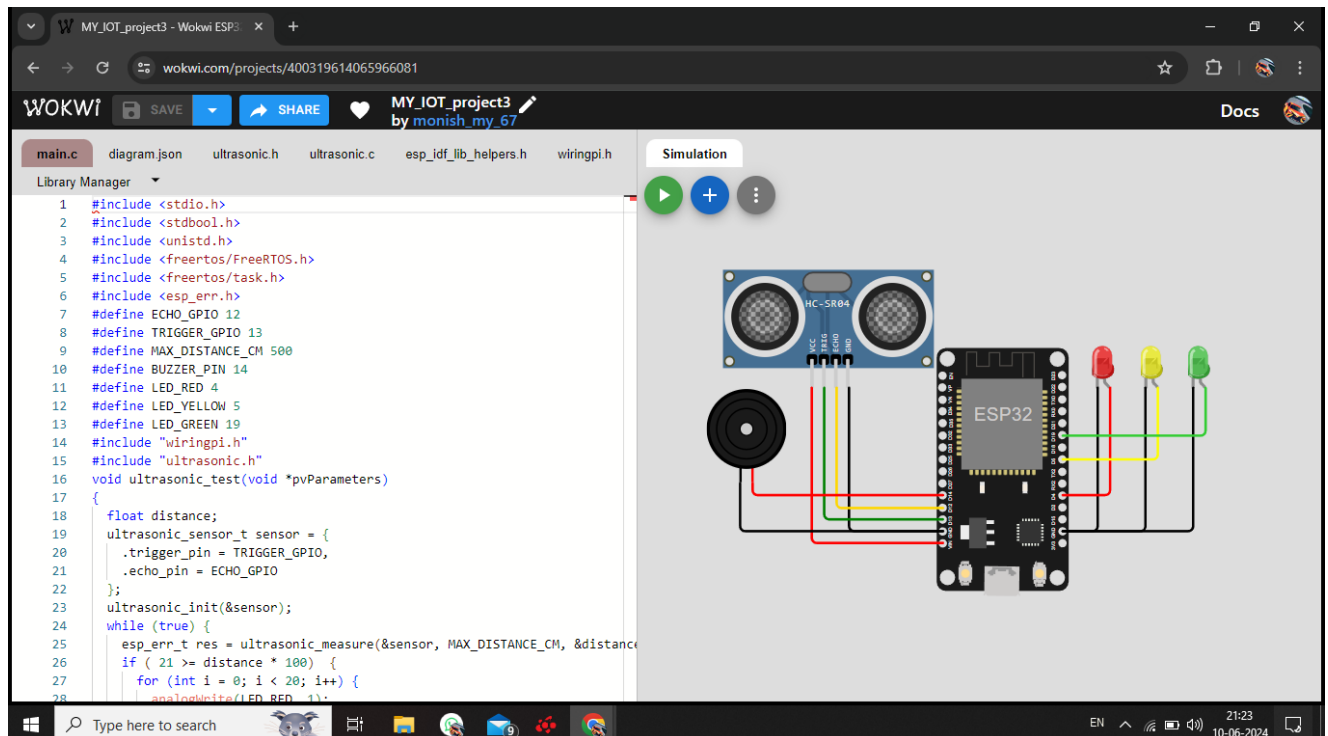 MY_IOT_project3 - Wokwi ESP3
wokwi.com/projects/400319614065966081
WOKWI SAVE SHARE MY_IOT_project3 Docs
by monish_my_67
main.c diagram.json ultrasonic.h ultrasonic.c esp_idf_lib_helpers.h wiringpi.h
Library Manager
Simulation
1 #include <stdio.h>
2 #include <stdbool.h>
3 #include <unistd.h>
4 #include <freertos/FreeRTOS.h>
5 #include <freertos/task.h>
6 #include <esp_err.h>
7 #define ECHO_GPIO 12
8 #define TRIGGER_GPIO 13
9 #define MAX_DISTANCE_CM 500
10 #define BUZZER_PIN 14
11 #define LED_RED 4
12 #define LED_YELLOW 5
13 #define LED_GREEN 19
14 #include "wiringpi.h"
15 #include "ultrasonic.h"
16 void ultrasonic_test(void *pvParameters)
17 {
18 float distance;
19 ultrasonic_sensor_t sensor = {
20 .trigger_pin = TRIGGER_GPIO,
21 .echo_pin = ECHO_GPIO
22 };
23 ultrasonic_init(&sensor);
24 while (true) {
25 esp_err_t res = ultrasonic_measure(&sensor, MAX_DISTANCE_CM, &distance
26 if ( 21 >= distance * 100) {
27 for (int i = 0; i < 20; i++) {
28 analogWrite(LED_RED, 1);
HC-SR04
VCC
TRIG
ECHO
GND
ESP32
Type here to search
9
EN
21:23
10-06-2024